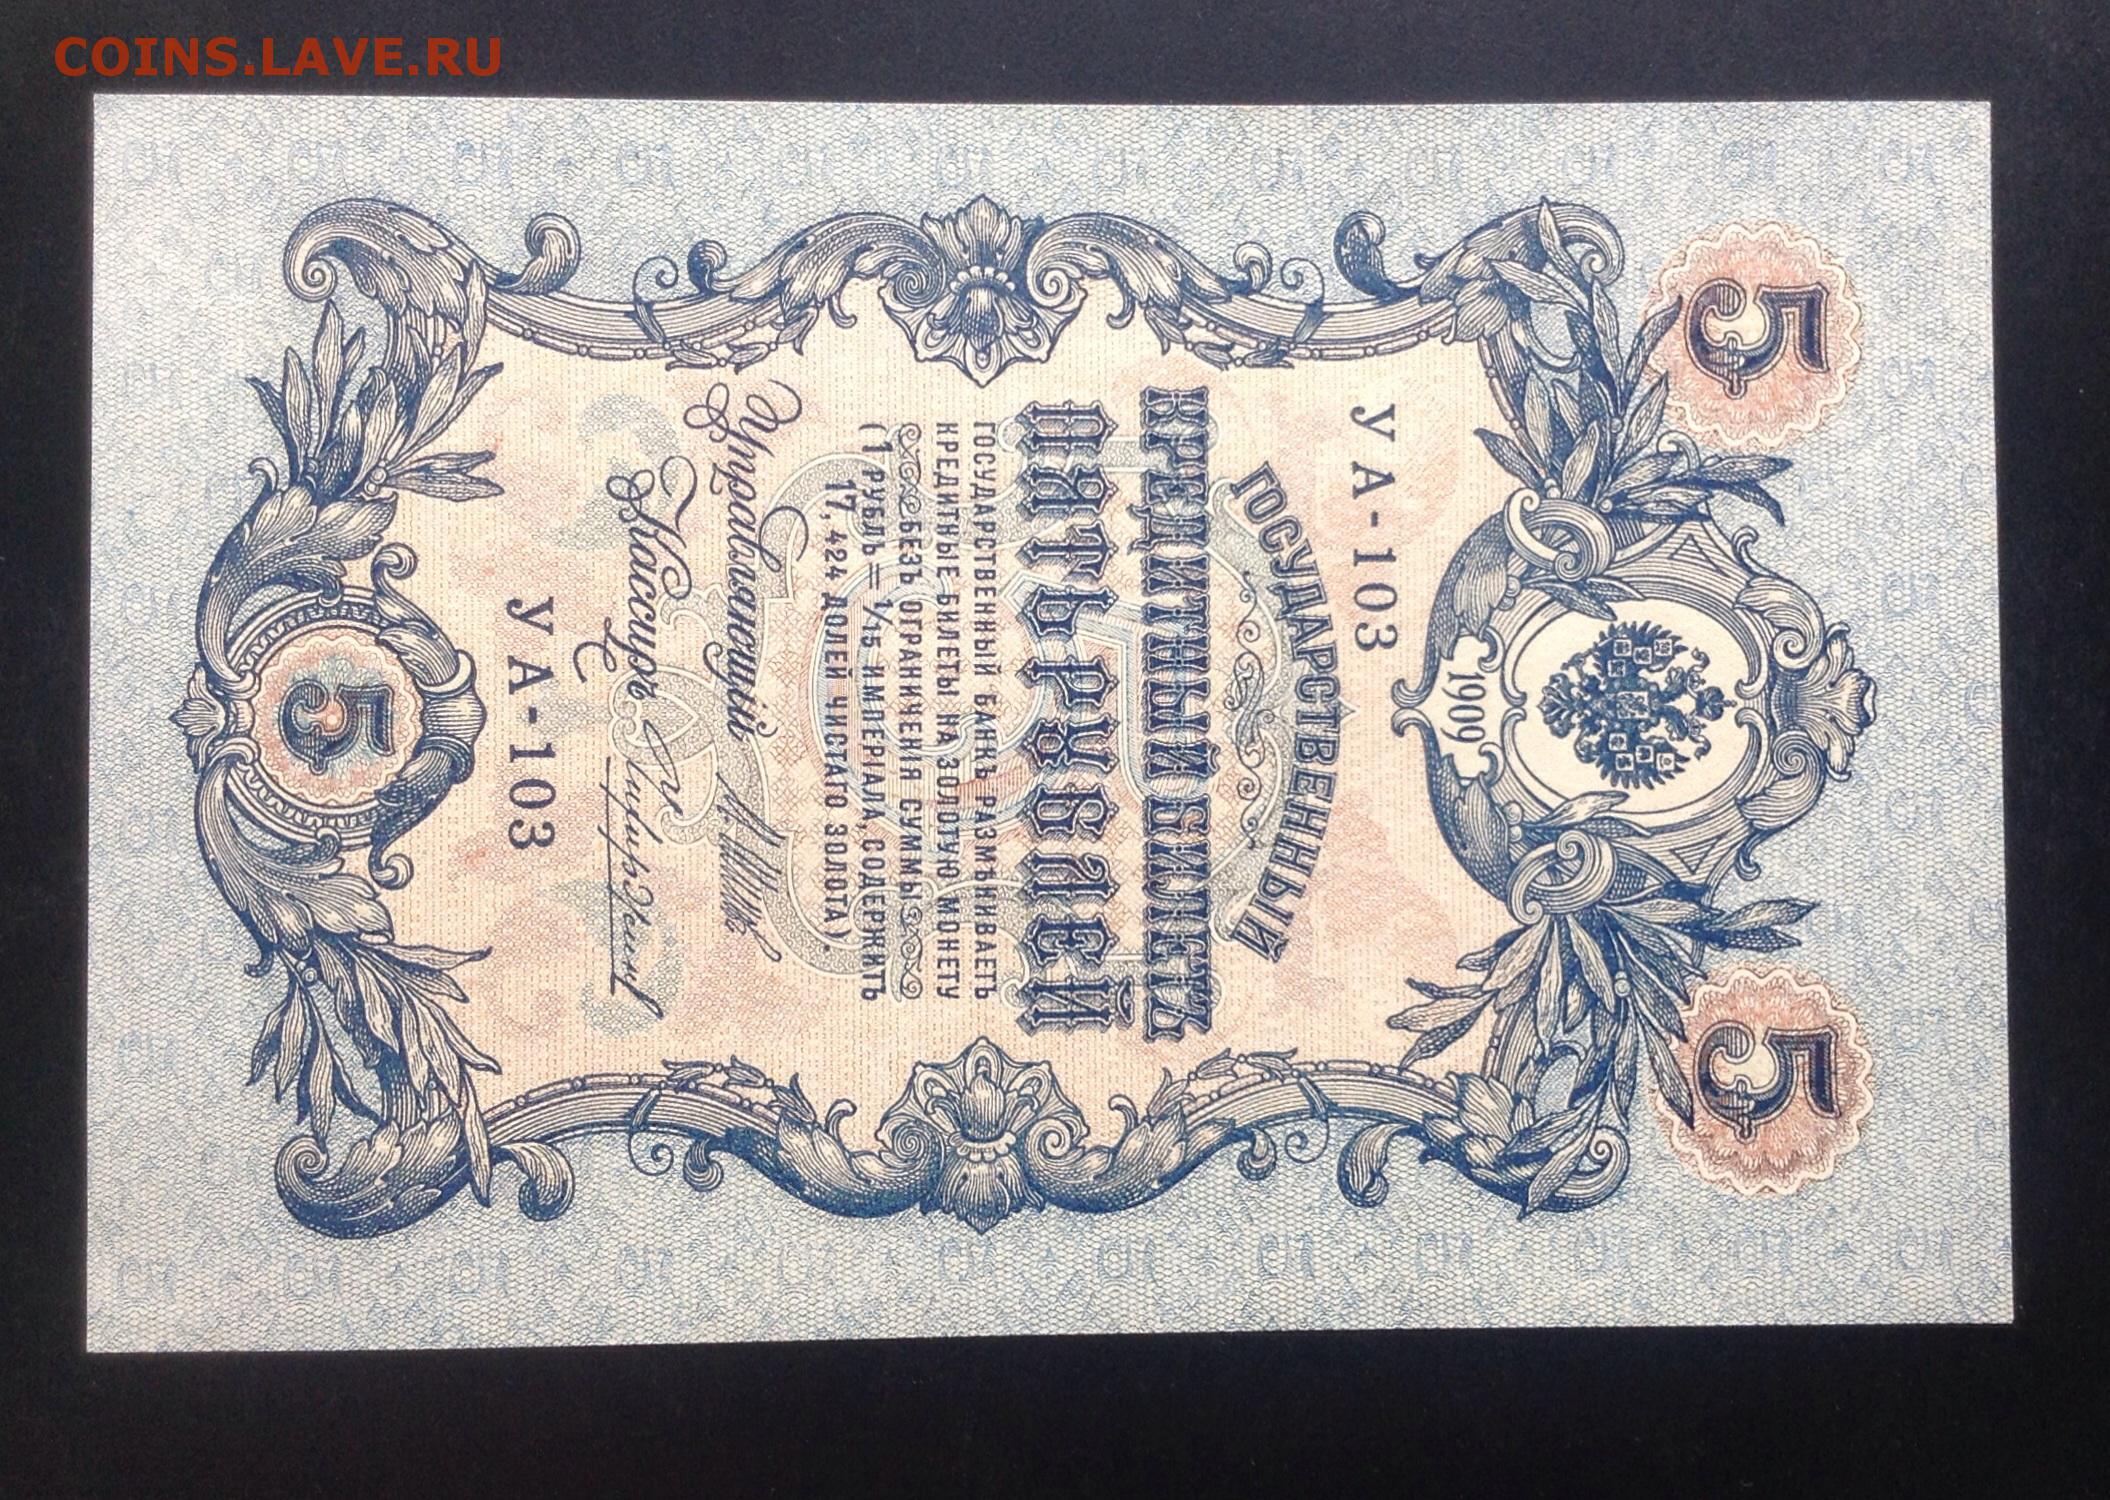 COINS.LAVE.RU
5 5
1909
УА-103
ГОСУДАРСТВЕННЫЙ
КРЕДИТНЫЙ БИЛЕТЪ
ПЯТЬ РУБЛЕЙ
ГОСУДАРСТВЕННЫЙ БАНКЪ РАЗМѢНИВАЕТЪ
КРЕДИТНЫЕ БИЛЕТЫ НА ЗОЛОТУЮ МОНЕТУ
БЕЗЪ ОГРАНИЧЕНІЯ СУММЫ
(1 РУБЛЬ = 1/15 ИМПЕРІАЛА, СОДЕРЖИТЪ
17,424 ДОЛЕЙ ЧИСТАГО ЗОЛОТА).
Управляющій И. Шиповъ
Кассиръ
УА-103
5